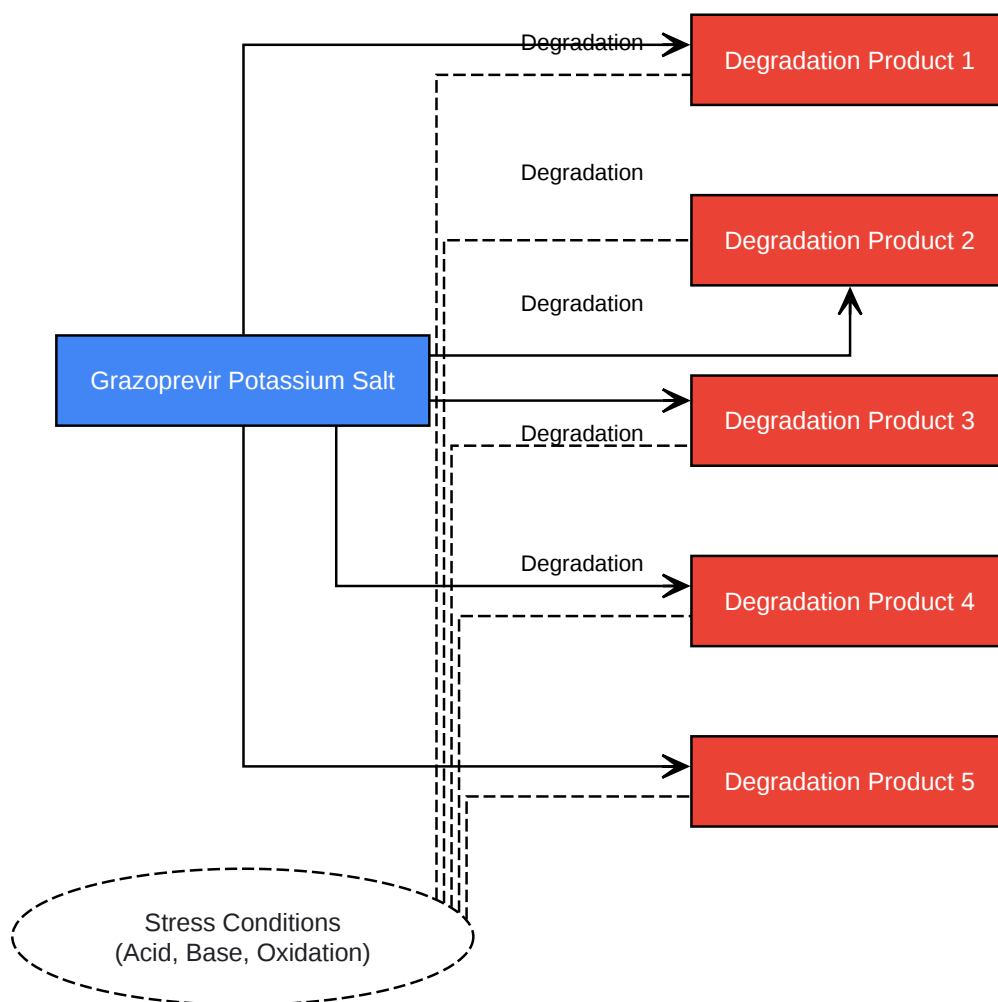 Degradation
Degradation Product 1
Degradation
Degradation Product 2
Degradation
Grazoprevir Potassium Salt
Degradation Product 3
Degradation
Degradation
Degradation Product 4
Degradation Product 5
Stress Conditions
(Acid, Base, Oxidation)